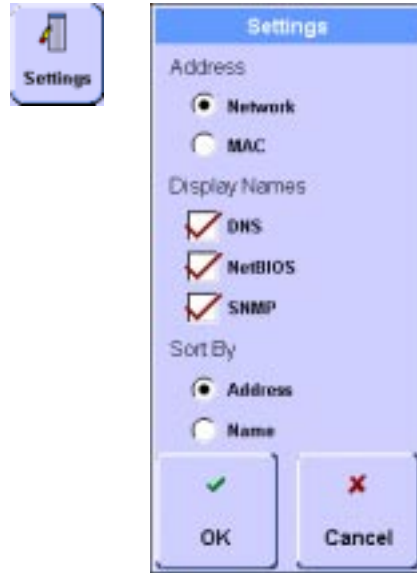 Settings
Settings
Address
Network
MAC
Display Names
DNS
NetBIOS
SNMP
Sort By
Address
Name
OK
Cancel